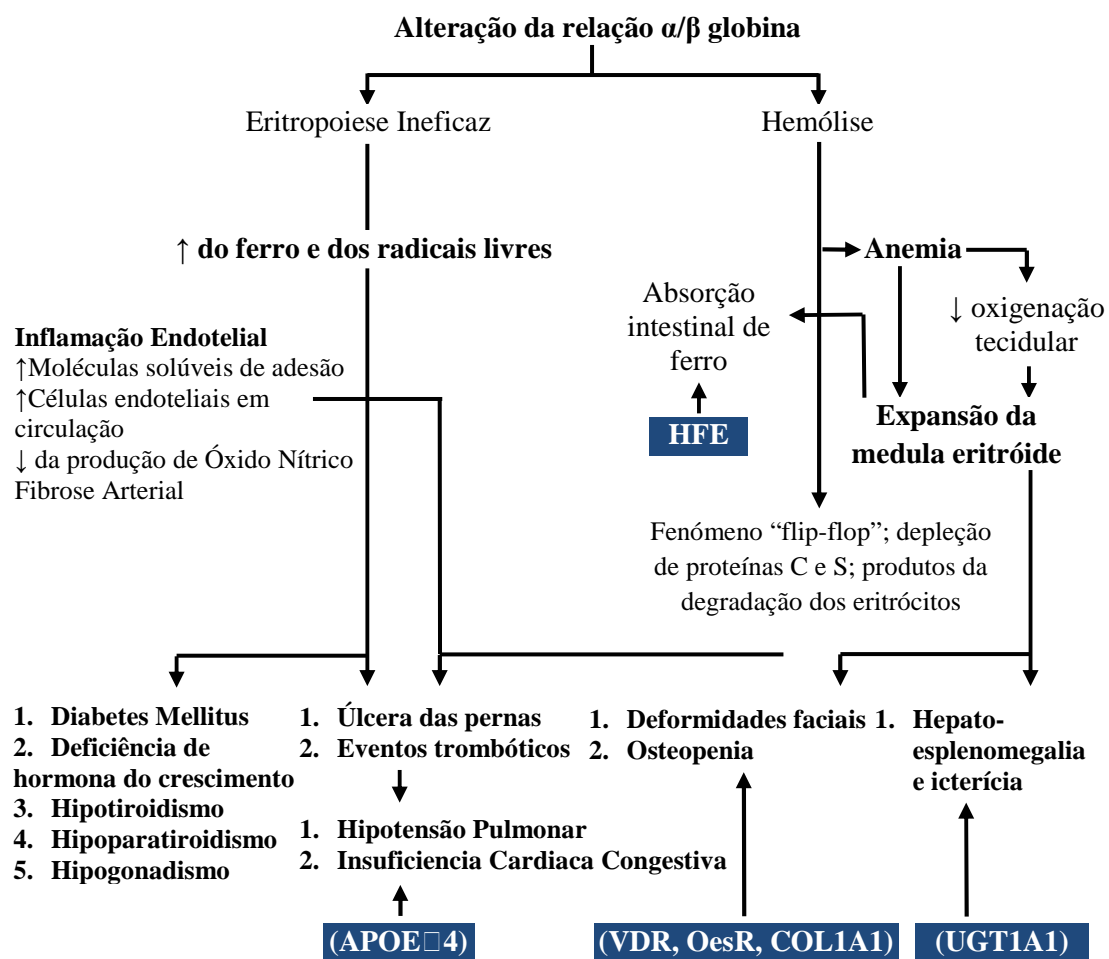 Alteração da relação α/β globina
Eritropoiese Ineficaz
Hemólise
↑ do ferro e dos radicais livres
Anemia
Absorção
intestinal de
ferro
↓ oxigenação
tecidular
HFE
Expansão da
medula eritróide
Inflamação Endotelial
↑Moléculas solúveis de adesão
↑Células endoteliais em
circulação
↓ da produção de Óxido Nítrico
Fibrose Arterial
Fenómeno “flip-flop”; depleção
de proteínas C e S; produtos da
degradação dos eritrócitos
1. Diabetes Mellitus
2. Deficiência de
hormona do crescimento
3. Hipotiroidismo
4. Hipoparatiroidismo
5. Hipogonadismo
1. Úlcera das pernas
2. Eventos trombóticos
1. Hipotensão Pulmonar
2. Insuficiencia Cardiaca Congestiva
1. Deformidades faciais
2. Osteopenia
1. Hepato-
esplenomegalia
e icterícia
(APOE□4)
(VDR, OesR, COL1A1)
(UGT1A1)